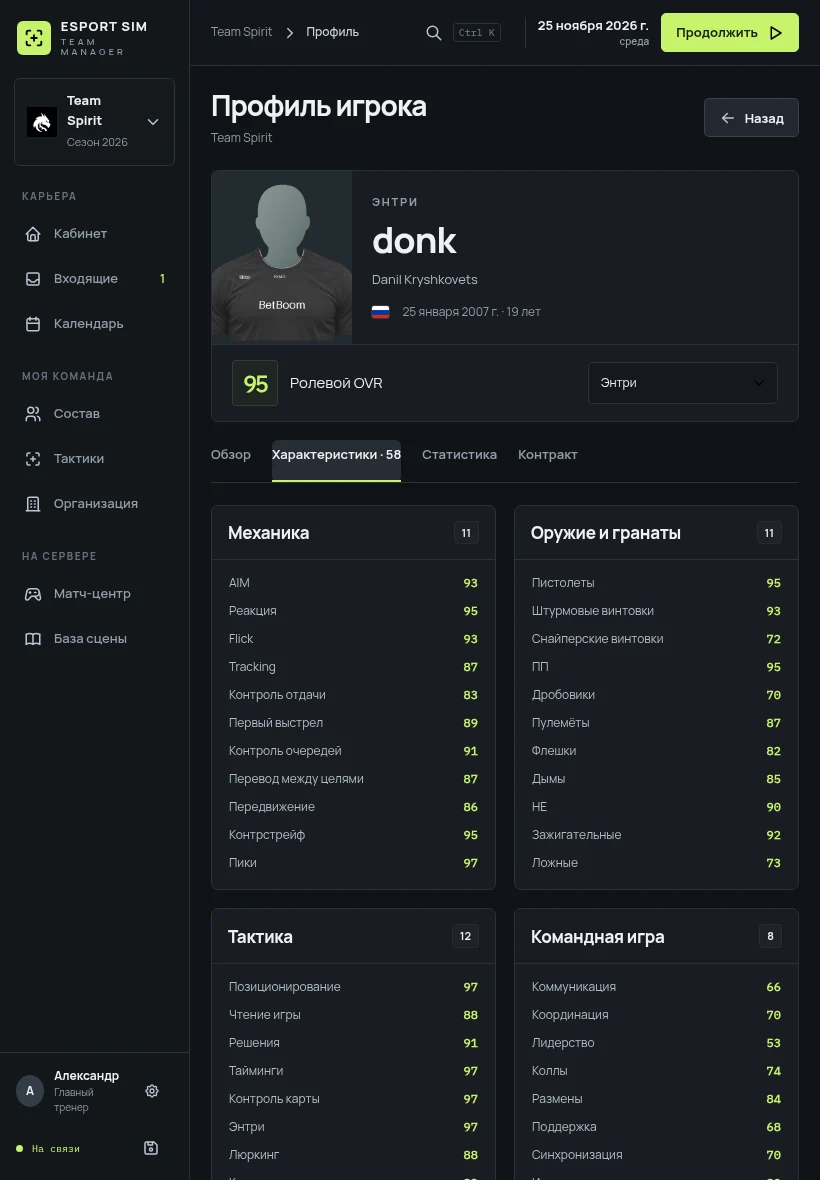 ESPORT SIM
TEAM
MANAGER
Team
Spirit
Сезон 2026
КАРЬЕРА
Кабинет
Входящие 1
Календарь
МОЯ КОМАНДА
Состав
Тактики
Организация
НА СЕРВЕРЕ
Матч-центр
База сцены
А
Александр
Главный
тренер
На связи
Team Spirit > Профиль
Ctrl K
25 ноября 2026 г.
среда
Продолжить
Профиль игрока
Team Spirit
← Назад
BetBoom
ЭНТРИ
donk
Danil Kryshkovets
25 января 2007 г. · 19 лет
95 Ролевой OVR
Энтри
Обзор Характеристики · 58 Статистика Контракт
Механика 11
AIM 93
Реакция 95
Flick 93
Tracking 87
Контроль отдачи 83
Первый выстрел 89
Контроль очередей 91
Перевод между целями 87
Передвижение 86
Контрстрейф 95
Пики 97
Оружие и гранаты 11
Пистолеты 95
Штурмовые винтовки 93
Снайперские винтовки 72
ПП 95
Дробовики 70
Пулемёты 87
Флешки 82
Дымы 85
HE 90
Зажигательные 92
Ложные 73
Тактика 12
Позиционирование 97
Чтение игры 88
Решения 91
Тайминги 97
Контроль карты 97
Энтри 97
Люркинг 88
Командная игра 8
Коммуникация 66
Координация 70
Лидерство 53
Коллы 74
Размены 84
Поддержка 68
Синхронизация 70